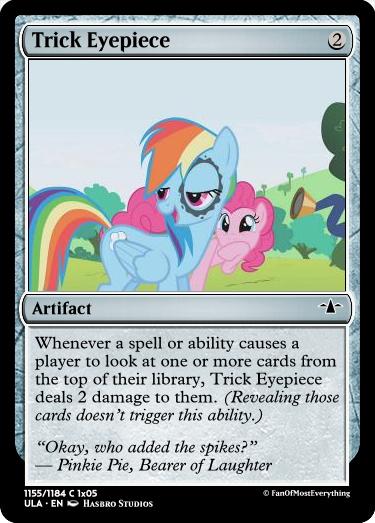 Trick Eyepiece
2
Artifact
Whenever a spell or ability causes a
player to look at one or more cards from
the top of their library, Trick Eyepiece
deals 2 damage to them. (Revealing those
cards doesn't trigger this ability.)
“Okay, who added the spikes?”
— Pinkie Pie, Bearer of Laughter
1155/1184 C 1x05
ULA • EN Hasbro Studios
© FanOfMostEverything